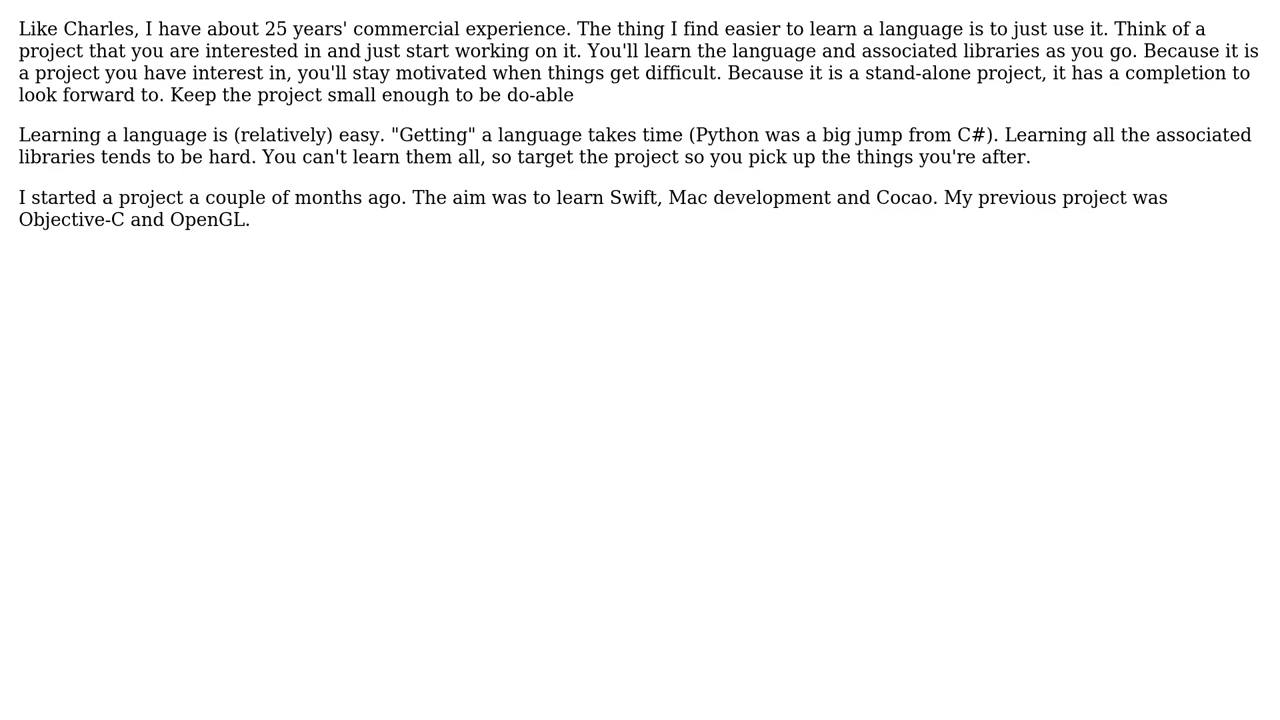 Like Charles, I have about 25 years' commercial experience. The thing I find easier to learn a language is to just use it. Think of a
project that you are interested in and just start working on it. You'll learn the language and associated libraries as you go. Because it is
a project you have interest in, you'll stay motivated when things get difficult. Because it is a stand-alone project, it has a completion to
look forward to. Keep the project small enough to be do-able
Learning a language is (relatively) easy. "Getting" a language takes time (Python was a big jump from C#). Learning all the associated
libraries tends to be hard. You can't learn them all, so target the project so you pick up the things you're after.
I started a project a couple of months ago. The aim was to learn Swift, Mac development and Cocao. My previous project was
Objective-C and OpenGL.